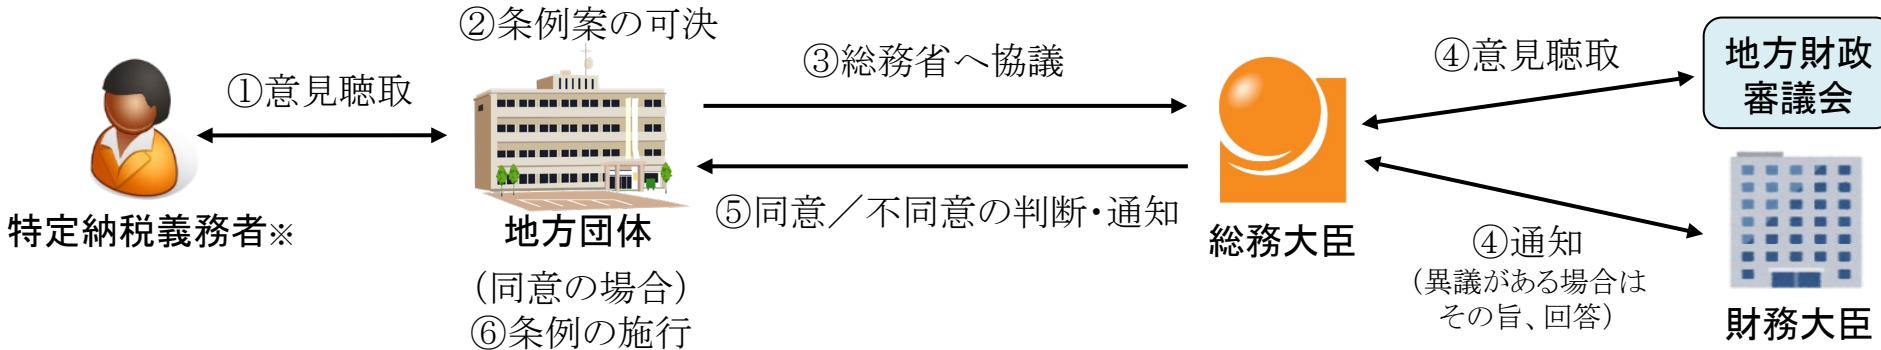 ①意見聴取
特定納税義務者※
②条例案の可決
地方団体
(同意の場合)
⑥条例の施行
③総務省へ協議
⑤同意/不同意の判断・通知
総務大臣
④意見聴取
地方財政
審議会
④通知
(異議がある場合は
その旨、回答)
財務大臣